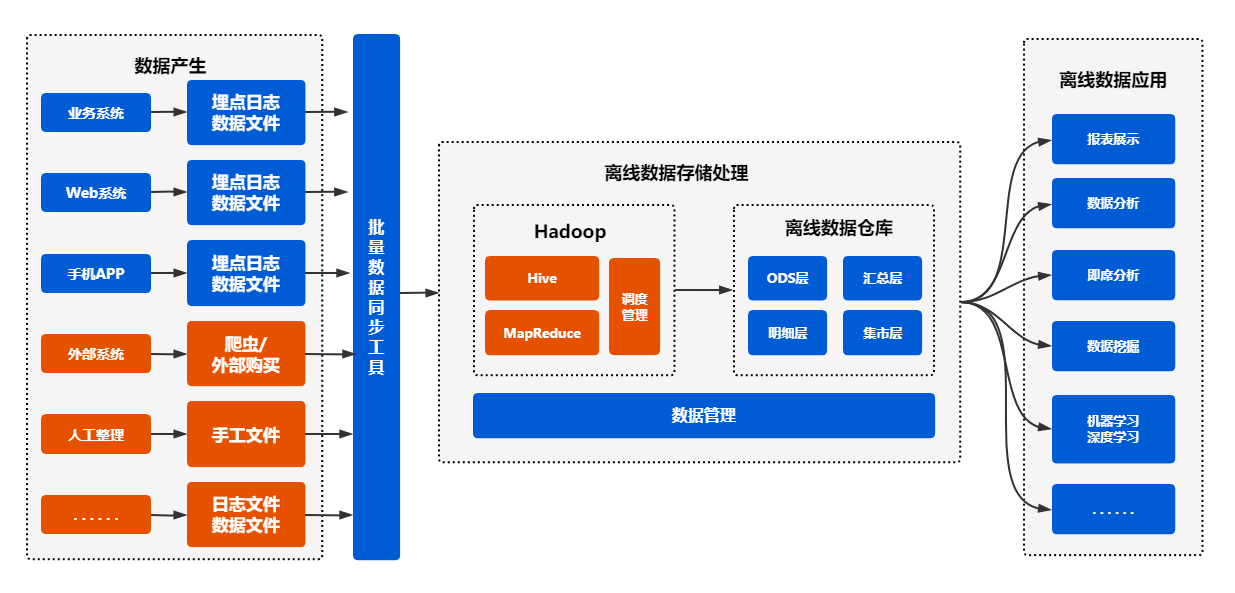 数据产生
业务系统
埋点日志
数据文件
Web系统
埋点日志
数据文件
手机APP
埋点日志
数据文件
外部系统
爬虫/
外部购买
人工整理
手工文件
......
日志文件
数据文件
批量数据同步工具
离线数据存储处理
Hadoop
Hive
MapReduce
调度
管理
离线数据仓库
ODS层
汇总层
明细层
集市层
数据管理
离线数据应用
报表展示
数据分析
即席分析
数据挖掘
机器学习
深度学习
......